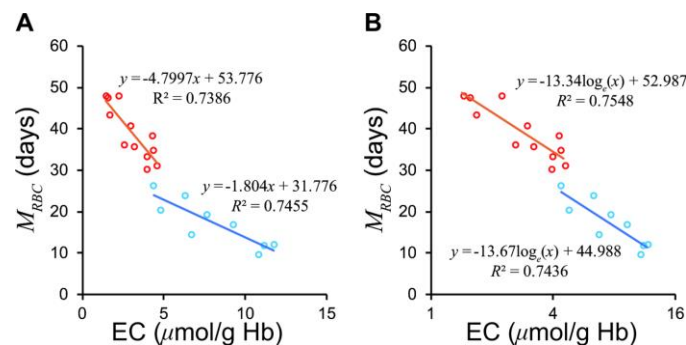 A
M_RBC (days)
60
50
40
30
20
10
0
y = -4.7997x + 53.776
R² = 0.7386
y = -1.804x + 31.776
R² = 0.7455
0 5 10 15
EC (μmol/g Hb)
B
M_RBC (days)
60
50
40
30
20
10
0
y = -13.34logₑ(x) + 52.987
R² = 0.7548
y = -13.67logₑ(x) + 44.988
R² = 0.7436
1 4 16
EC (μmol/g Hb)